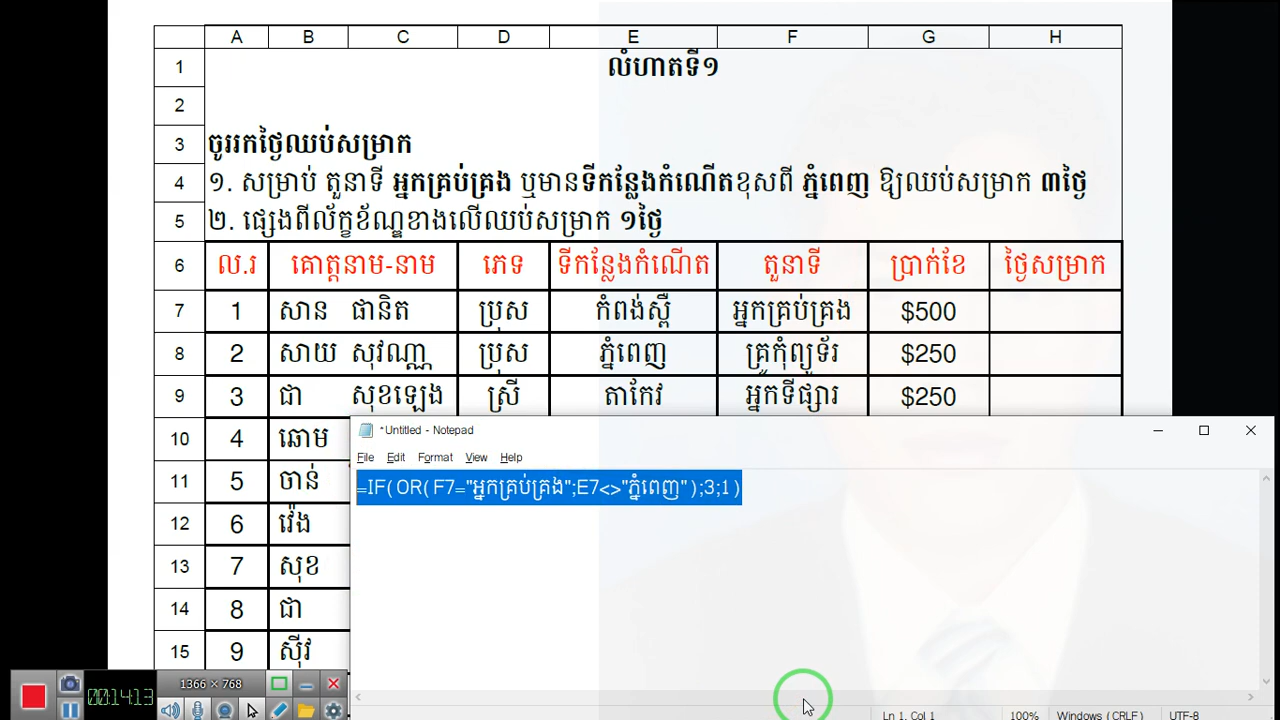 A B C D E F G H
1 លំហាតទី១
2
3 ចូររកថ្ងៃឈប់សម្រាក
4 ១. សម្រាប់ តួនាទី អ្នកគ្រប់គ្រង ឬមានទីកន្លែងកំណើតខុសពី ភ្នំពេញ ឱ្យឈប់សម្រាក ៣ថ្ងៃ
5 ២. ផ្សេងពីល័ក្ខខ័ណ្ឌខាងលើឈប់សម្រាក ១ថ្ងៃ
6 ល.រ គោត្តនាម-នាម ភេទ ទីកន្លែងកំណើត តួនាទី ប្រាក់ខែ ថ្ងៃសម្រាក
7 1 សាន ផានិត ប្រុស កំពង់ស្ពឺ អ្នកគ្រប់គ្រង $500
8 2 សាយ សុវណ្ណា ប្រុស ភ្នំពេញ គ្រូកុំព្យូទ័រ $250
9 3 ជា សុខឡេង ស្រី តាកែវ អ្នកទីផ្សារ $250
10 4 ឆោម
11 5 ចាន់
12 6 វ៉េង
13 7 សុខ
14 8 ជា
15 9 ស៊ីវ
*Untitled - Notepad
File Edit Format View Help
=IF( OR( F7="អ្នកគ្រប់គ្រង";E7<>"ភ្នំពេញ" );3;1 )
Ln 1, Col 1 100% Windows (CRLF) UTF-8
1366 × 768
00:14:13